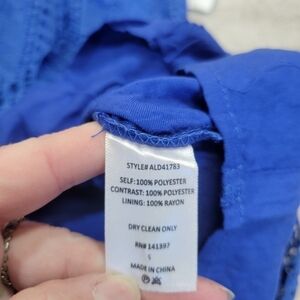 STYLE# ALD41783
SELF: 100% POLYESTER
CONTRAST: 100% POLYESTER
LINING: 100% RAYON
DRY CLEAN ONLY
RN# 141397
S
MADE IN CHINA